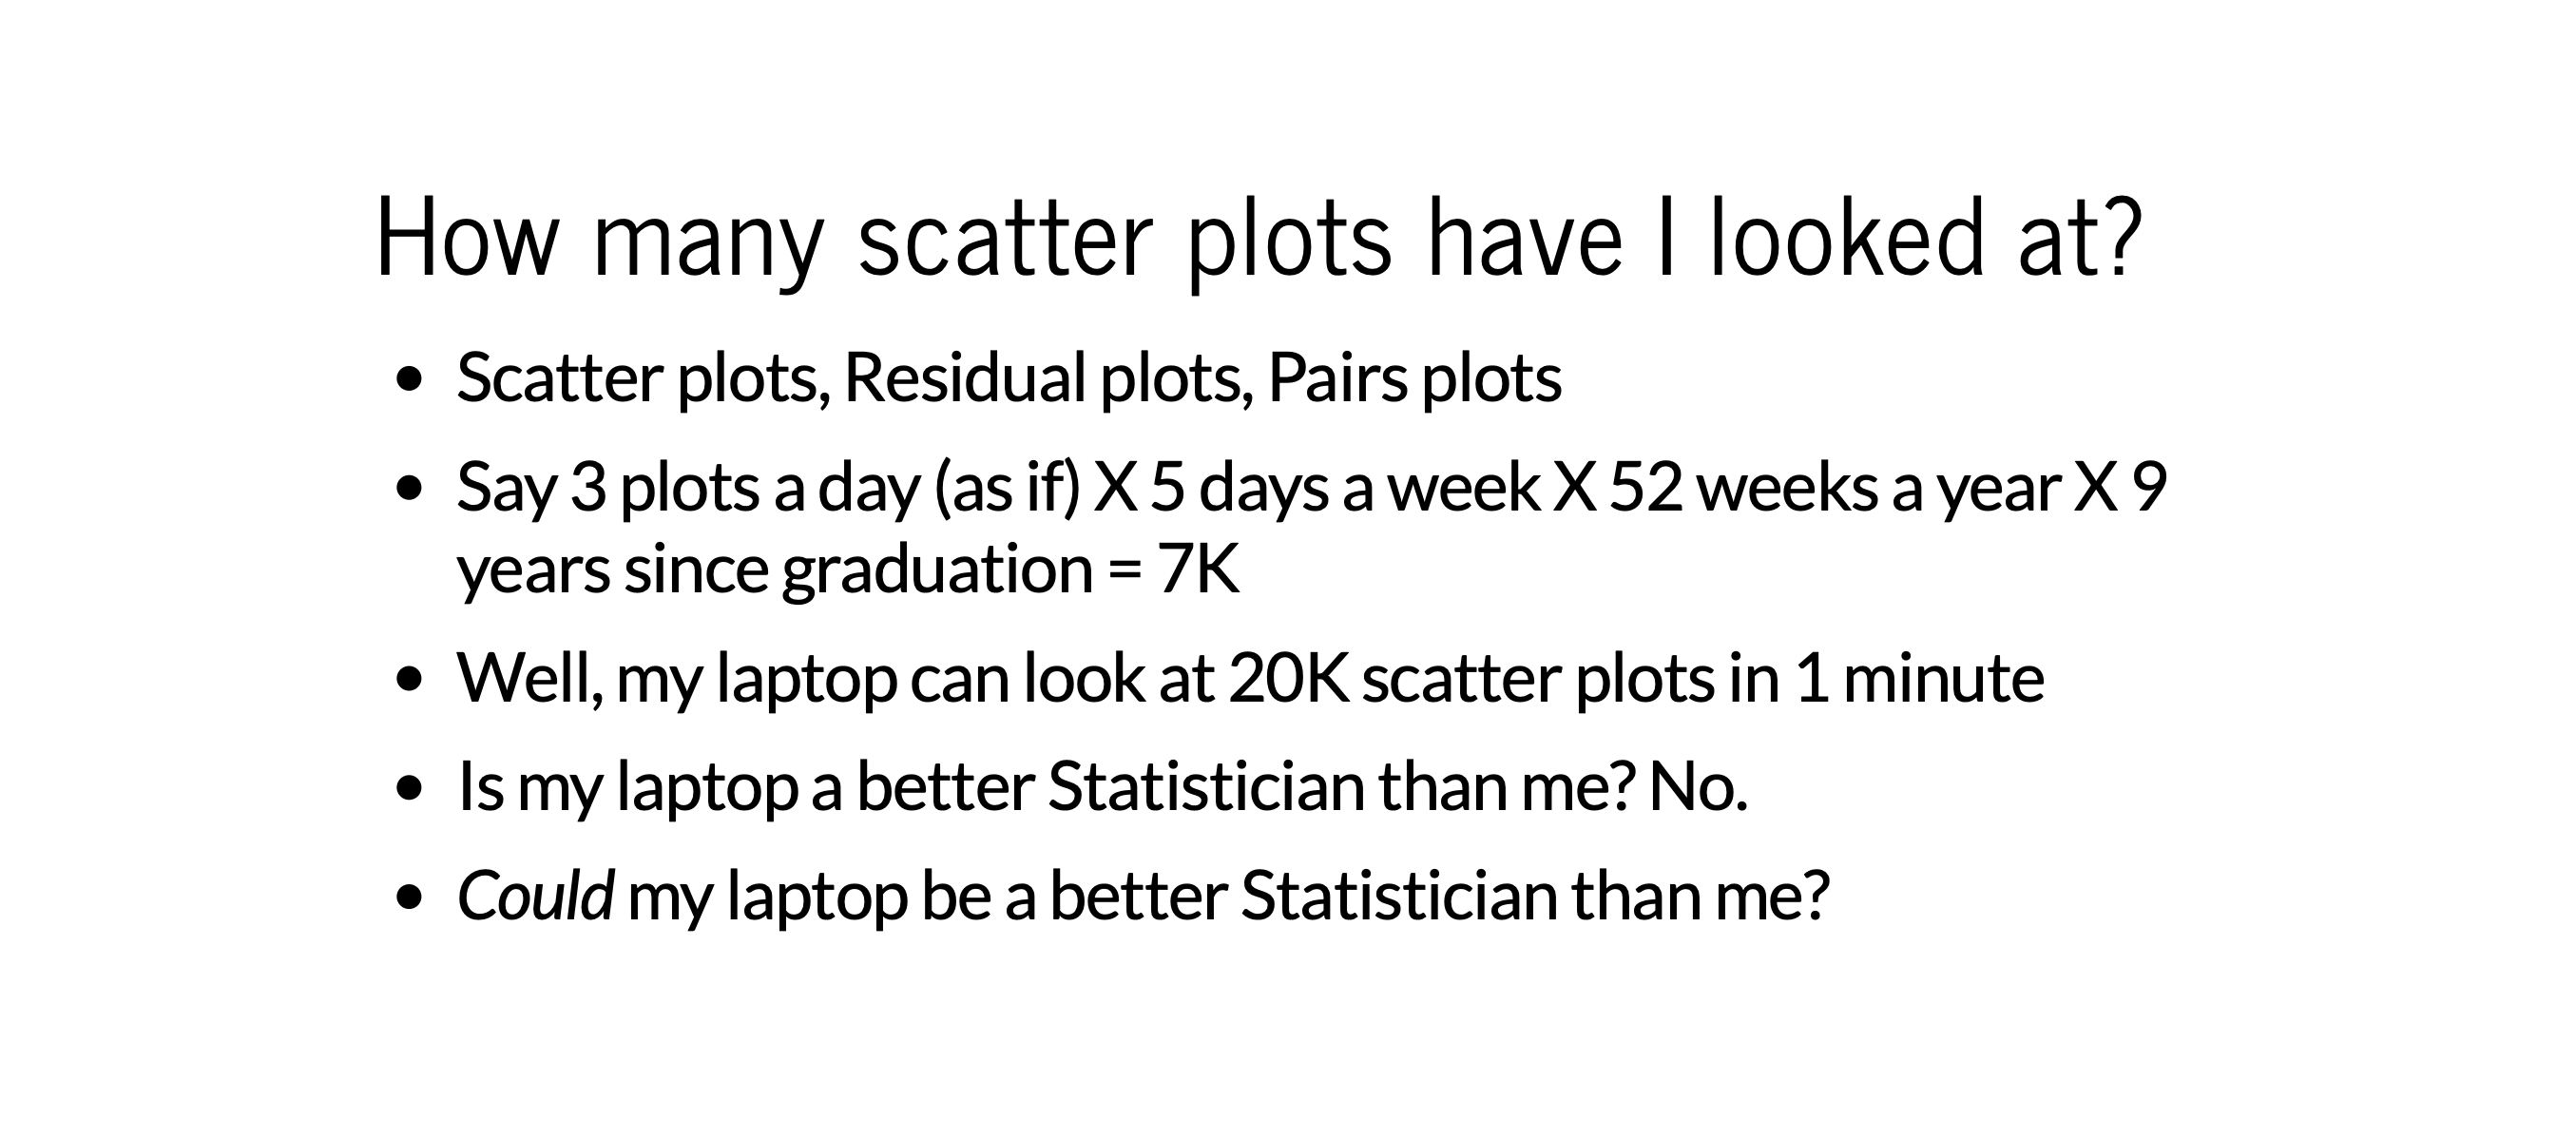 How many scatter plots have I looked at?
• Scatter plots, Residual plots, Pairs plots
• Say 3 plots a day (as if) X 5 days a week X 52 weeks a year X 9
years since graduation = 7K
• Well, my laptop can look at 20K scatter plots in 1 minute
• Is my laptop a better Statistician than me? No.
• Could my laptop be a better Statistician than me?